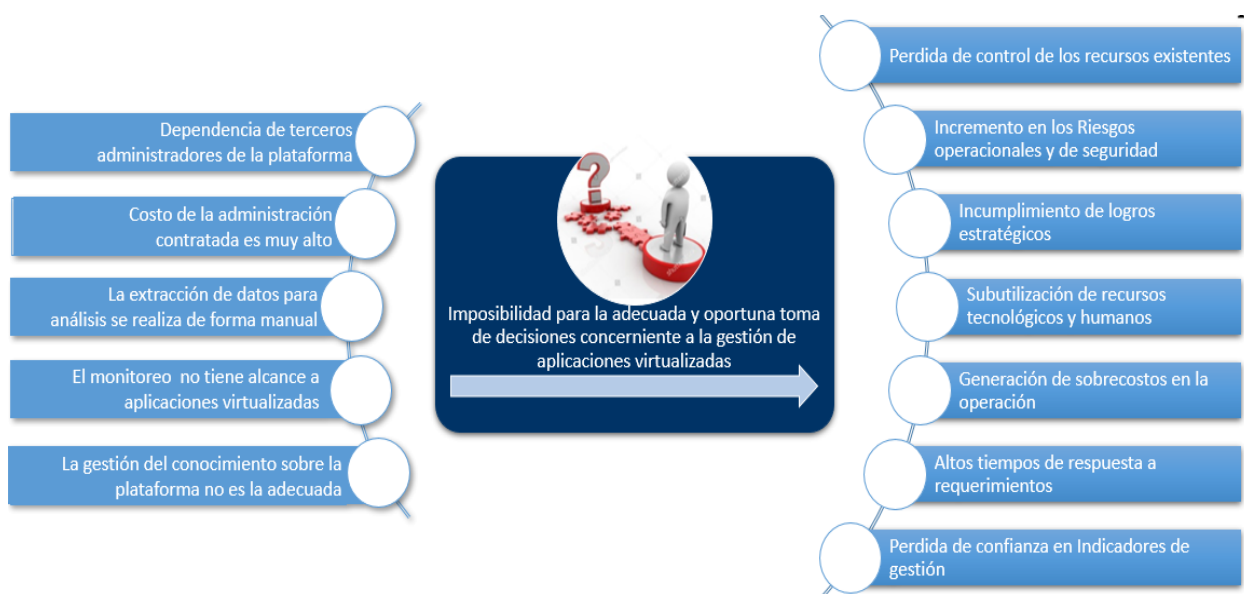 Dependencia de terceros
administradores de la plataforma
Costo de la administración
contratada es muy alto
La extracción de datos para
análisis se realiza de forma manual
El monitoreo no tiene alcance a
aplicaciones virtualizadas
La gestión del conocimiento sobre la
plataforma no es la adecuada
?
Imposibilidad para la adecuada y oportuna toma
de decisiones concerniente a la gestión de
aplicaciones virtualizadas
Perdida de control de los recursos existentes
Incremento en los Riesgos
operacionales y de seguridad
Incumplimiento de logros
estratégicos
Subutilización de recursos
tecnológicos y humanos
Generación de sobrecostos en la
operación
Altos tiempos de respuesta a
requerimientos
Perdida de confianza en Indicadores de
gestión